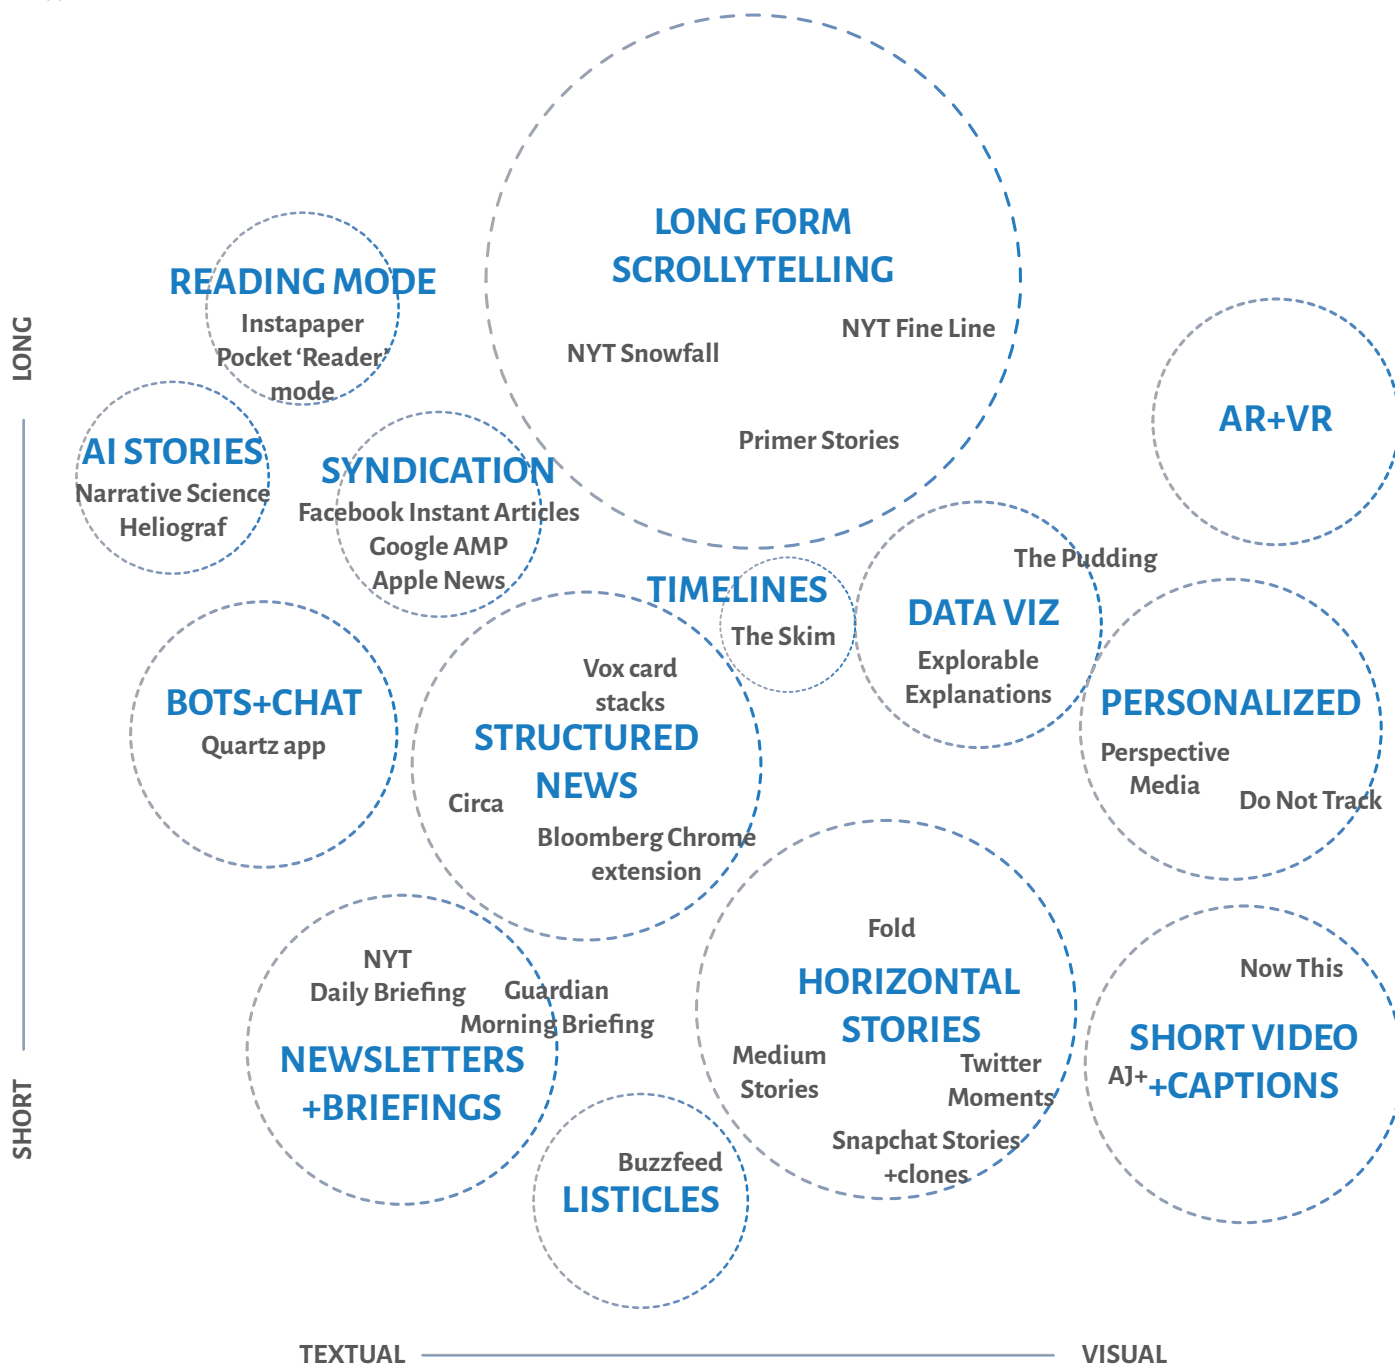 LONG FORM
SCROLLYTELLING
NYT Fine Line
NYT Snowfall
Primer Stories
READING MODE
Instapaper
Pocket ‘Reader’
mode
LONG
AR+VR
AI STORIES
Narrative Science
Heliograf
SYNDICATION
Facebook Instant Articles
Google AMP
Apple News
TIMELINES
The Skim
The Pudding
DATA VIZ
Explorable
Explanations
BOTS+CHAT
Quartz app
Vox card
stacks
STRUCTURED
NEWS
Circa
Bloomberg Chrome
extension
PERSONALIZED
Perspective
Media
Do Not Track
NYT
Daily Briefing
Guardian
Morning Briefing
NEWSLETTERS
+BRIEFINGS
Fold
HORIZONTAL
STORIES
Medium
Stories
Twitter
Moments
Snapchat Stories
+clones
Now This
SHORT VIDEO
AJ+
+CAPTIONS
SHORT
Buzzfeed
LISTICLES
TEXTUAL
VISUAL